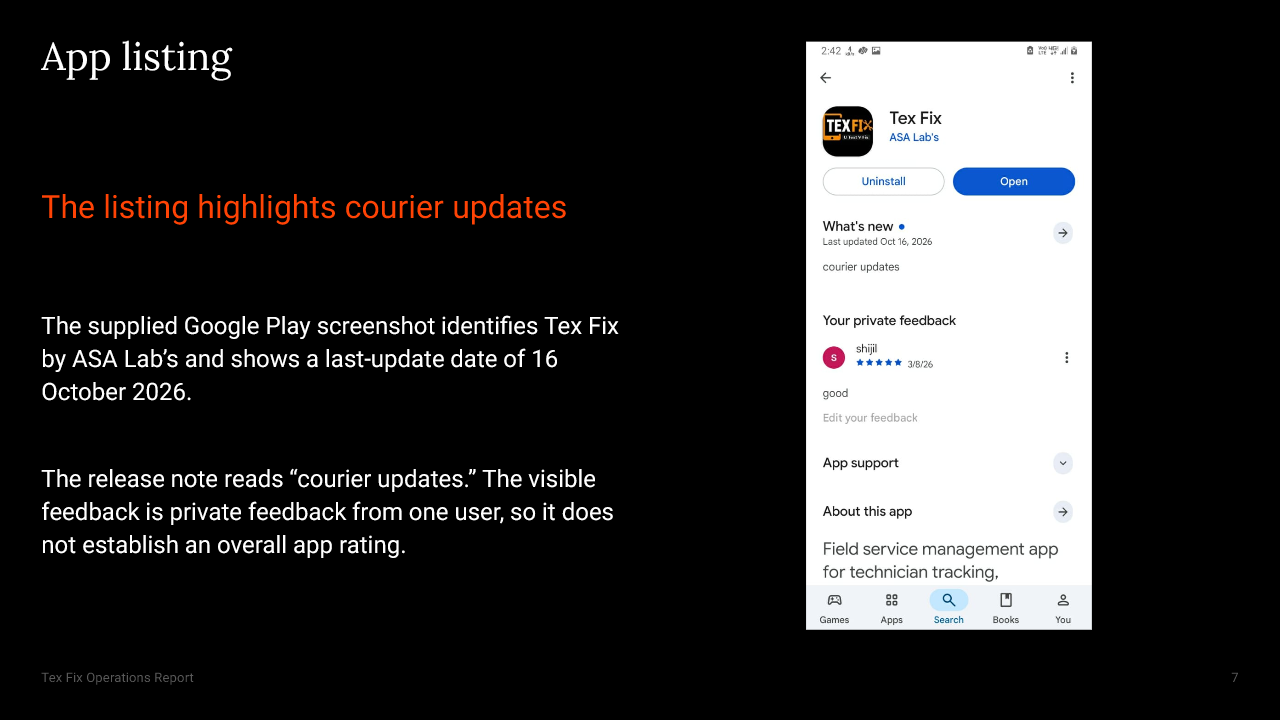 App listing
The listing highlights courier updates
The supplied Google Play screenshot identifies Tex Fix
by ASA Lab’s and shows a last-update date of 16
October 2026.
The release note reads “courier updates.” The visible
feedback is private feedback from one user, so it does
not establish an overall app rating.
2:42
TEXFIX
Tex Fix
ASA Lab's
Uninstall
Open
What's new
Last updated Oct 16, 2026
courier updates
Your private feedback
S
shijil
3/8/26
good
Edit your feedback
App support
About this app
Field service management app
for technician tracking,
Games
Apps
Search
Books
You
Tex Fix Operations Report
7